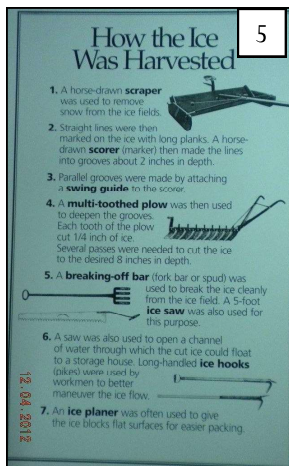 5
How the Ice
Was Harvested
1. A horse-drawn scraper
was used to remove
snow from the ice fields.
2. Straight lines were then
marked on the ice with long planks. A horse-
drawn scorer (marker) then made the lines
into grooves about 2 inches in depth.
3. Parallel grooves were made by attaching
a swing guide to the scorer.
4. A multi-toothed plow was then used
to deepen the grooves.
Each tooth of the plow
cut 1/4 inch of ice.
Several passes were needed to cut the ice
to the desired 8 inches in depth.
5. A breaking-off bar (fork bar or spud) was
used to break the ice cleanly
from the ice field. A 5-foot
ice saw was also used for
this purpose.
6. A saw was also used to open a channel
of water through which the cut ice could float
to a storage house. Long-handled ice hooks
(pikes) were used by
workmen to better
maneuver the ice flow.
7. An ice planer was often used to give
the ice blocks flat surfaces for easier packing.
12.04.2012